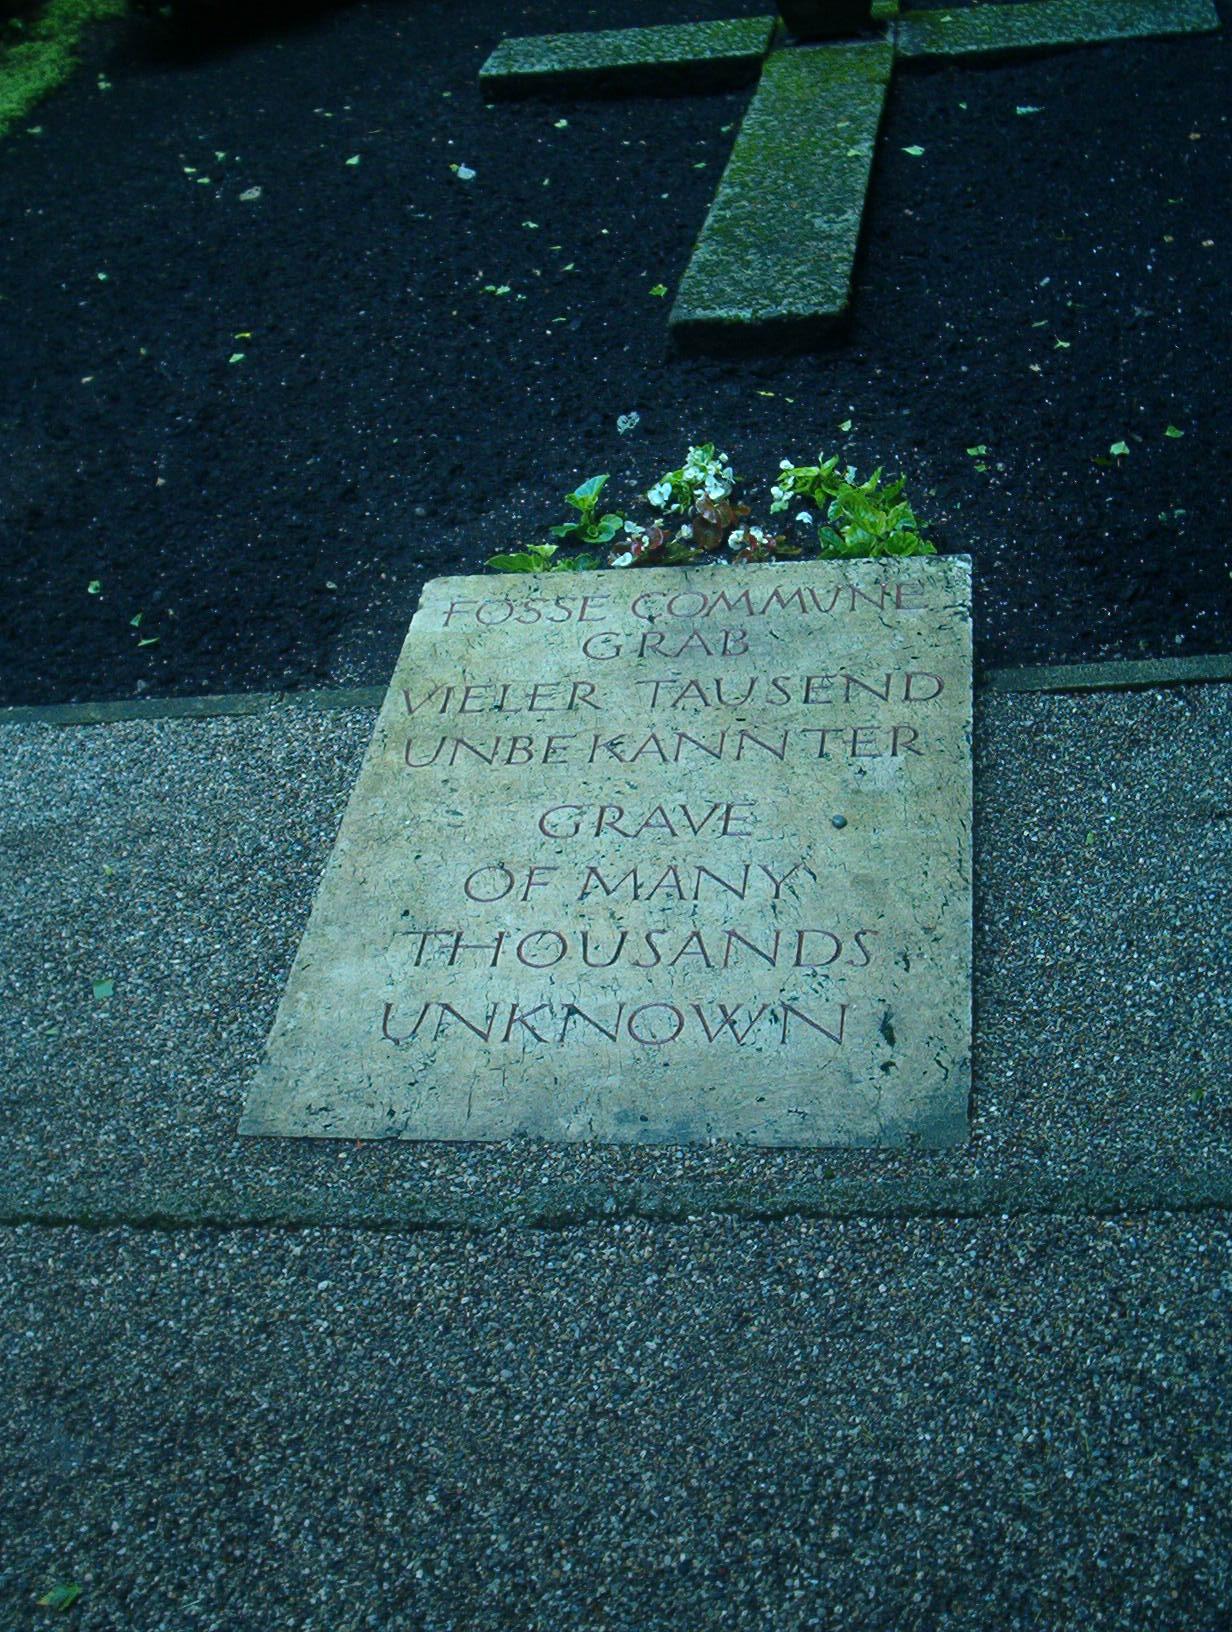 FOSSE COMMUNE
GRAB
VIELER TAUSEND
UNBEKANNTER
GRAVE
OF MANY
THOUSANDS
UNKNOWN